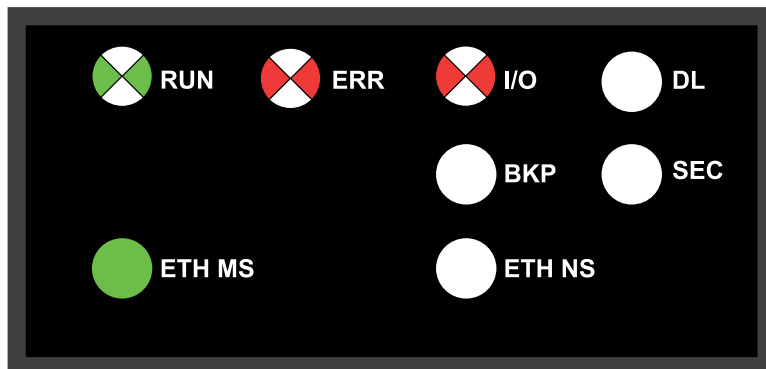 RUN ERR I/O DL
BKP SEC
ETH MS ETH NS